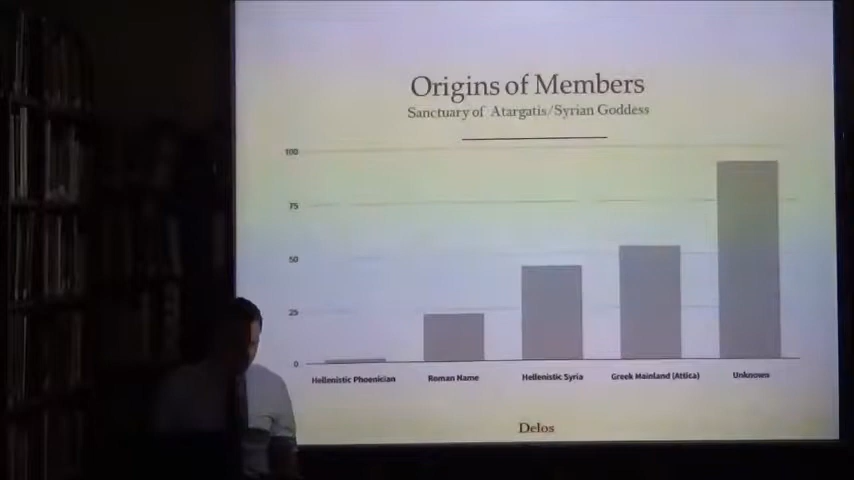 Origins of Members
Sanctuary of Atargatis/Syrian Goddess
100
75
50
25
0
Hellenistic Phoenician
Roman Name
Hellenistic Syria
Greek Mainland (Attica)
Unknown
Delos